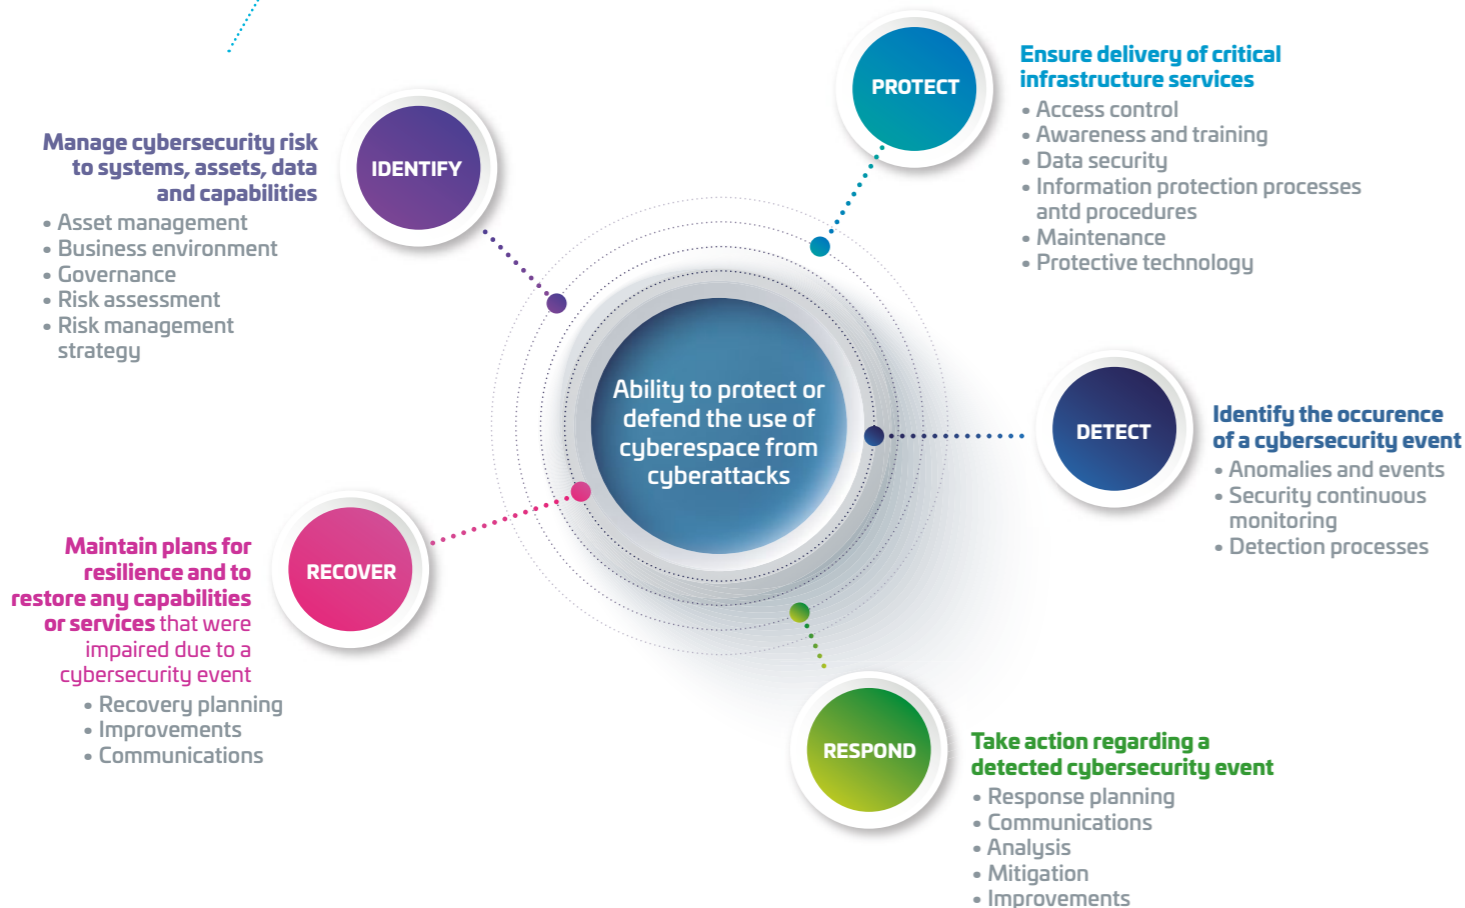 Manage cybersecurity risk
to systems, assets, data
and capabilities
• Asset management
• Business environment
• Governance
• Risk assessment
• Risk management
strategy
IDENTIFY
PROTECT
Ensure delivery of critical
infrastructure services
• Access control
• Awareness and training
• Data security
• Information protection processes
antd procedures
• Maintenance
• Protective technology
Ability to protect or
defend the use of
cyberespace from
cyberattacks
DETECT
Identify the occurence
of a cybersecurity event
• Anomalies and events
• Security continuous
monitoring
• Detection processes
Maintain plans for
resilience and to
restore any capabilities
or services that were
impaired due to a
cybersecurity event
• Recovery planning
• Improvements
• Communications
RECOVER
RESPOND
Take action regarding a
detected cybersecurity event
• Response planning
• Communications
• Analysis
• Mitigation
• Improvements